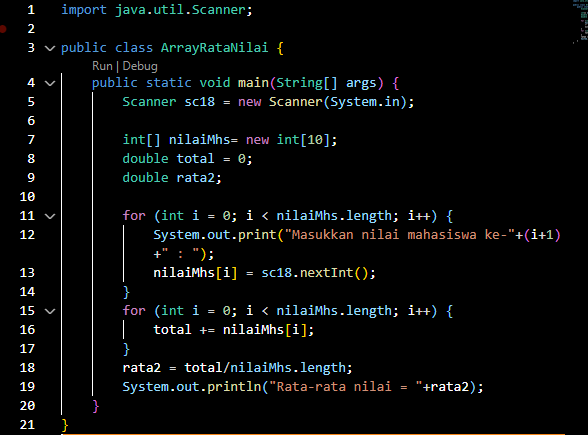 1 import java.util.Scanner;
2
3 public class ArrayRataNilai {
Run | Debug
4 public static void main(String[] args) {
5 Scanner sc18 = new Scanner(System.in);
6
7 int[] nilaiMhs= new int[10];
8 double total = 0;
9 double rata2;
10
11 for (int i = 0; i < nilaiMhs.length; i++) {
12 System.out.print("Masukkan nilai mahasiswa ke-"+(i+1)
+" : ");
13 nilaiMhs[i] = sc18.nextInt();
14 }
15 for (int i = 0; i < nilaiMhs.length; i++) {
16 total += nilaiMhs[i];
17 }
18 rata2 = total/nilaiMhs.length;
19 System.out.println("Rata-rata nilai = "+rata2);
20 }
21 }